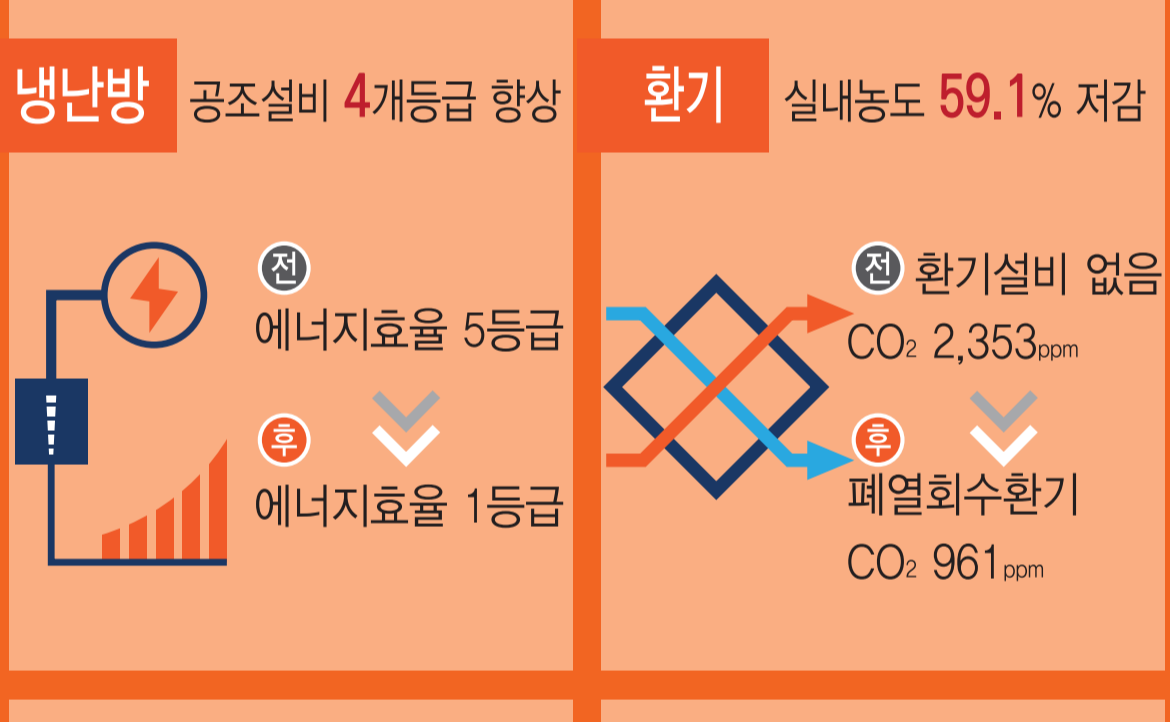 냉난방 공조설비 4개등급 향상
전
에너지효율 5등급
후
에너지효율 1등급
환기 실내농도 59.1% 저감
전 환기설비 없음
CO₂ 2,353ppm
후
폐열회수환기
CO₂ 961ppm